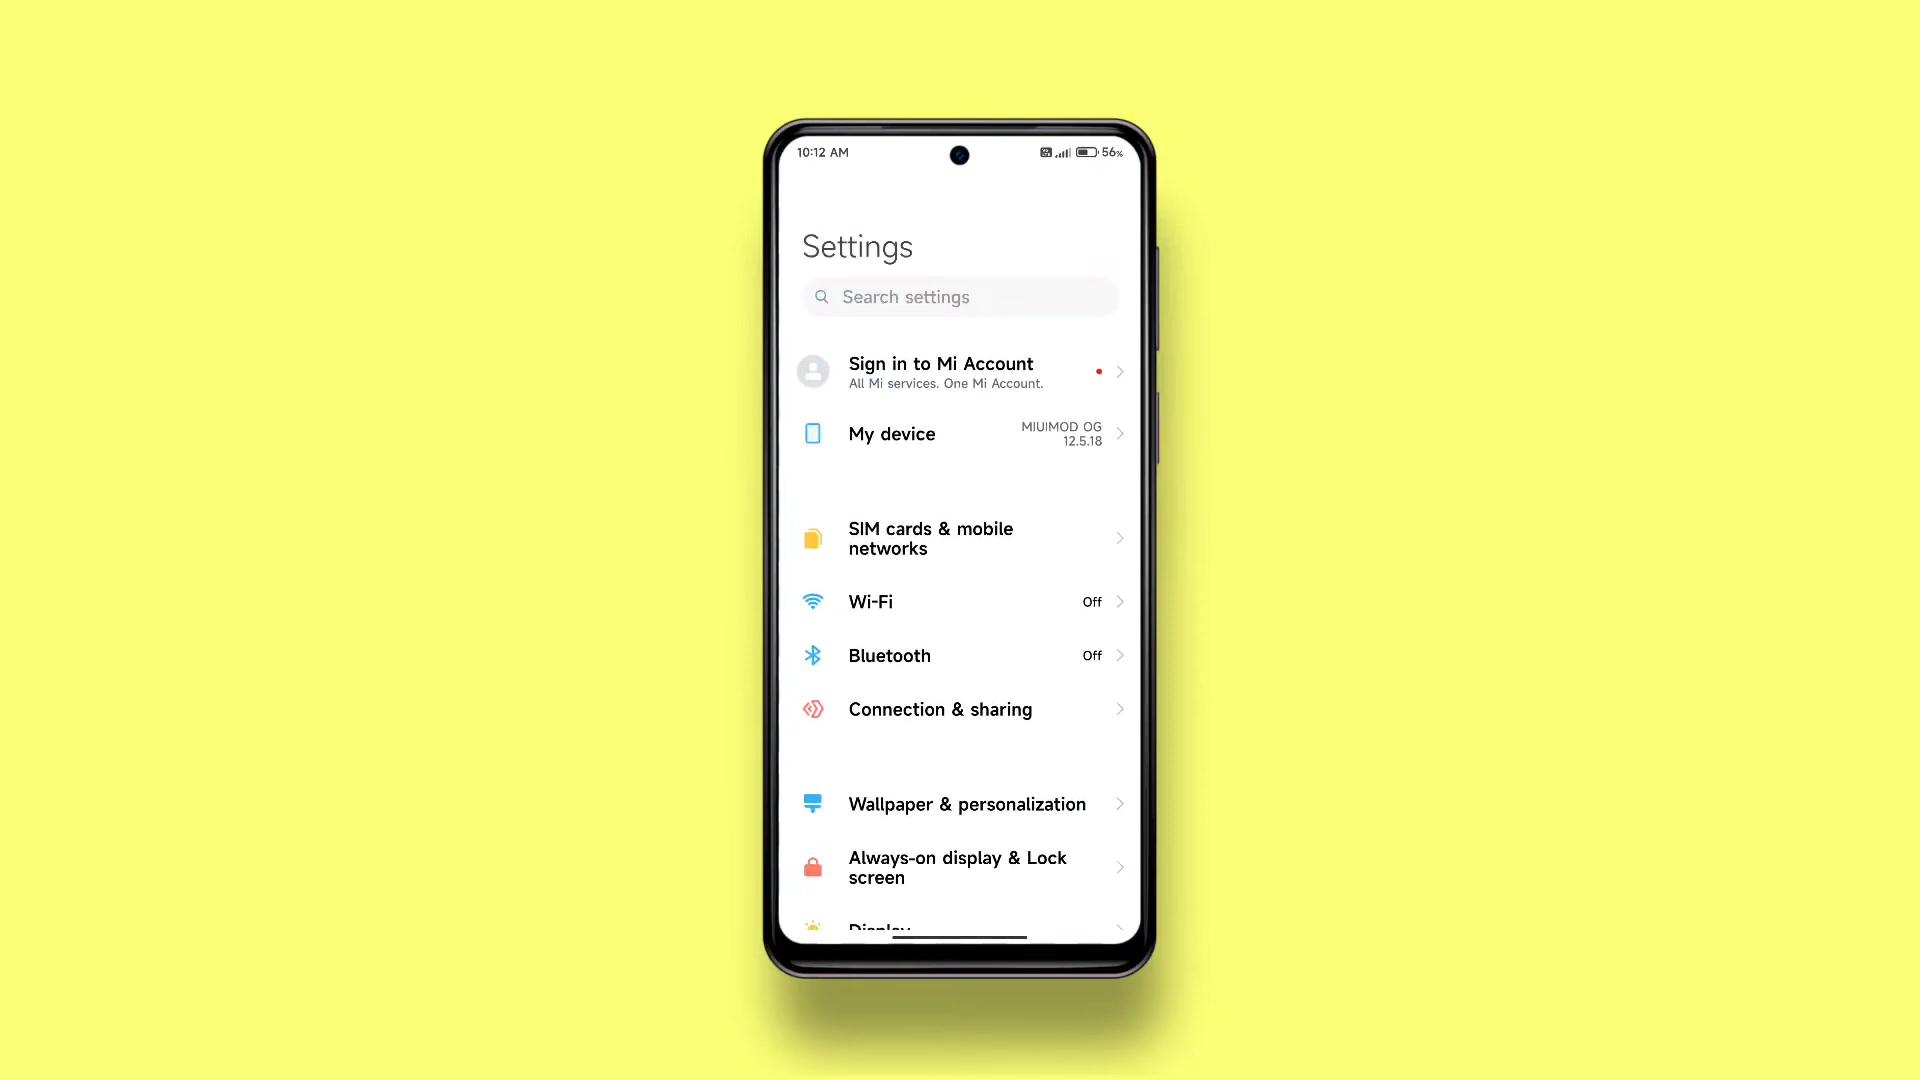 10:12 AM
56%
Settings
Search settings
Sign in to Mi Account
All Mi services. One Mi Account.
My device
MIUIMOD OG
12.5.18
SIM cards & mobile
networks
Wi-Fi
Off
Bluetooth
Off
Connection & sharing
Wallpaper & personalization
Always-on display & Lock
screen
Display